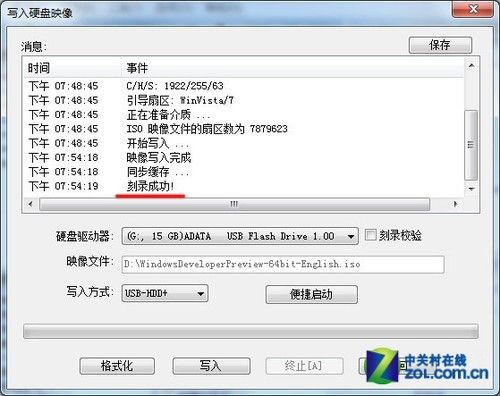 写入硬盘映像
消息:
保存
时间 事件
下午 07:48:45 C/H/S: 1922/255/63
下午 07:48:45 引导扇区: WinVista/7
下午 07:48:45 正在准备介质 ...
下午 07:48:45 ISO 映像文件的扇区数为 7879623
下午 07:48:45 开始写入 ...
下午 07:54:18 映像写入完成
下午 07:54:18 同步缓存 ...
下午 07:54:19 刻录成功!
硬盘驱动器: (G:, 15 GB)ADATA USB Flash Drive 1.00 刻录校验
映像文件: D:\WindowsDeveloperPreview-64bit-English.iso
写入方式: USB-HDD+ 便捷启动
格式化 写入 终止[A]
中关村在线
ZOL.COM.CN